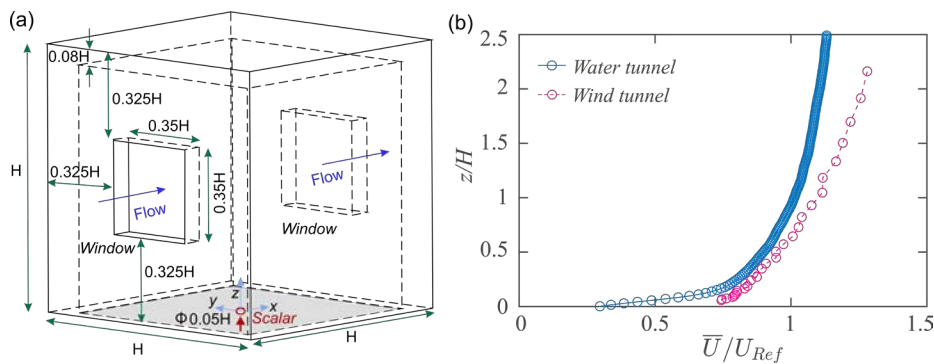 (a)
0.08H
0.325H
0.35H
H
0.325H
Flow
0.35H
Flow
Window
Window
0.325H
z
y
x
Φ0.05H
Scalar
H
H
(b)
2.5
Water tunnel
2
Wind tunnel
1.5
z/H
1
0.5
0
0.5
1
1.5
U̅/U_Ref